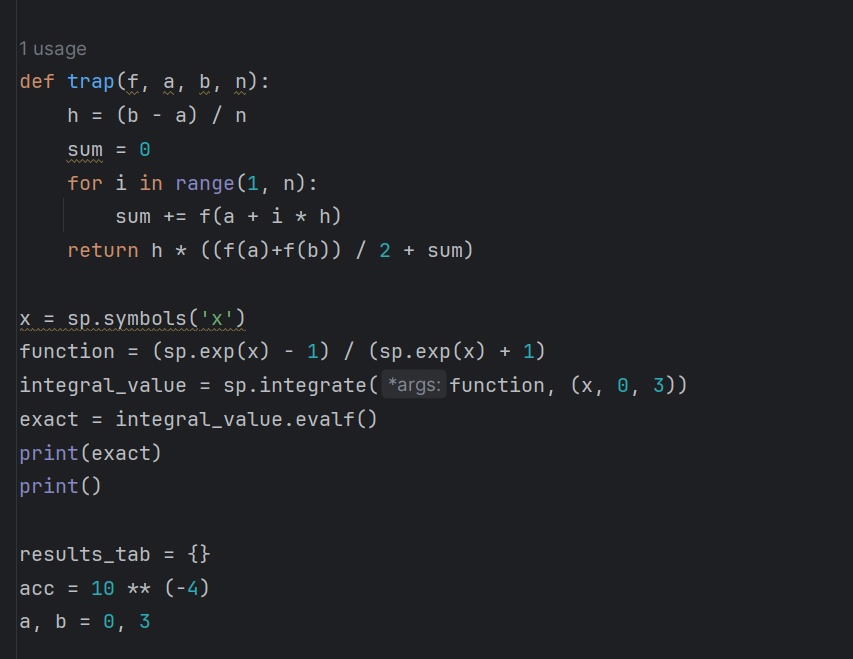 1 usage
def trap(f, a, b, n):
    h = (b - a) / n
    sum = 0
    for i in range(1, n):
        sum += f(a + i * h)
    return h * ((f(a)+f(b)) / 2 + sum)
x = sp.symbols('x')
function = (sp.exp(x) - 1) / (sp.exp(x) + 1)
integral_value = sp.integrate( *args: function, (x, 0, 3))
exact = integral_value.evalf()
print(exact)
print()
results_tab = {}
acc = 10 ** (-4)
a, b = 0, 3